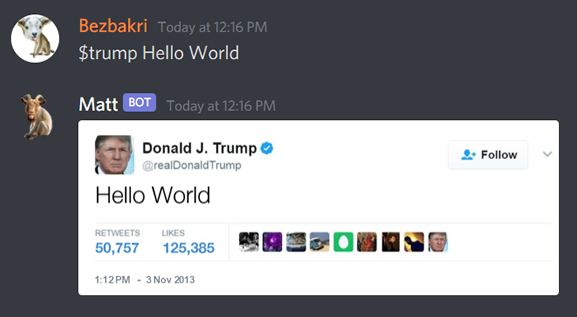 Bezbakri Today at 12:16 PM
$trump Hello World
Matt BOT Today at 12:16 PM
Donald J. Trump
@realDonaldTrump
Follow
Hello World
RETWEETS LIKES
50,757 125,385
1:12 PM - 3 Nov 2013